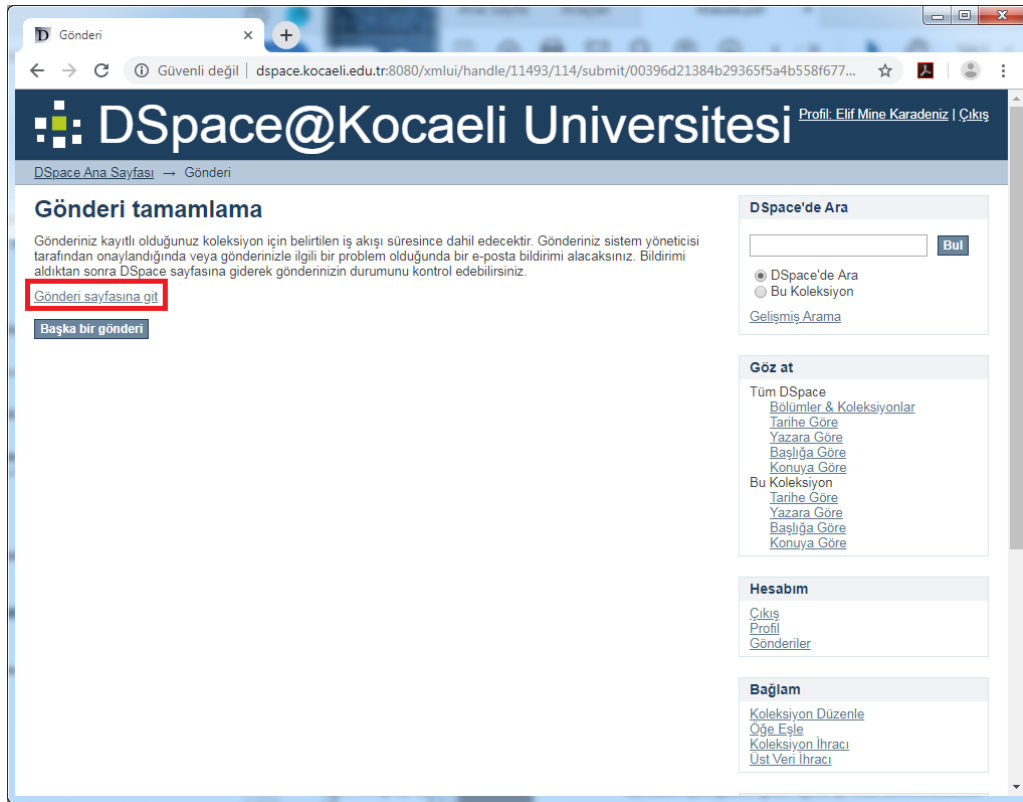 Gönderi
Güvenli değil | dspace.kocaeli.edu.tr:8080/xmlui/handle/11493/114/submit/00396d21384b29365f5a4b558f677...
DSpace@Kocaeli Universitesi
Profil: Elif Mine Karadeniz | Çıkış
DSpace Ana Sayfası → Gönderi
Gönderi tamamlama
Gönderiniz kayıtlı olduğunuz koleksiyon için belirtilen iş akışı süresince dahil edecektir. Gönderiniz sistem yöneticisi
tarafından onaylandığında veya gönderinizle ilgili bir problem olduğunda bir e-posta bildirimi alacaksınız. Bildirimi
aldıktan sonra DSpace sayfasına giderek gönderinizin durumunu kontrol edebilirsiniz.
Gönderi sayfasına git
Başka bir gönderi
DSpace'de Ara
Bul
DSpace'de Ara
Bu Koleksiyon
Gelişmiş Arama
Göz at
Tüm DSpace
Bölümler & Koleksiyonlar
Tarihe Göre
Yazara Göre
Başlığa Göre
Konuya Göre
Bu Koleksiyon
Tarihe Göre
Yazara Göre
Başlığa Göre
Konuya Göre
Hesabım
Çıkış
Profil
Gönderiler
Bağlam
Koleksiyon Düzenle
Öğe Eşle
Koleksiyon İhracı
Üst Veri İhracı